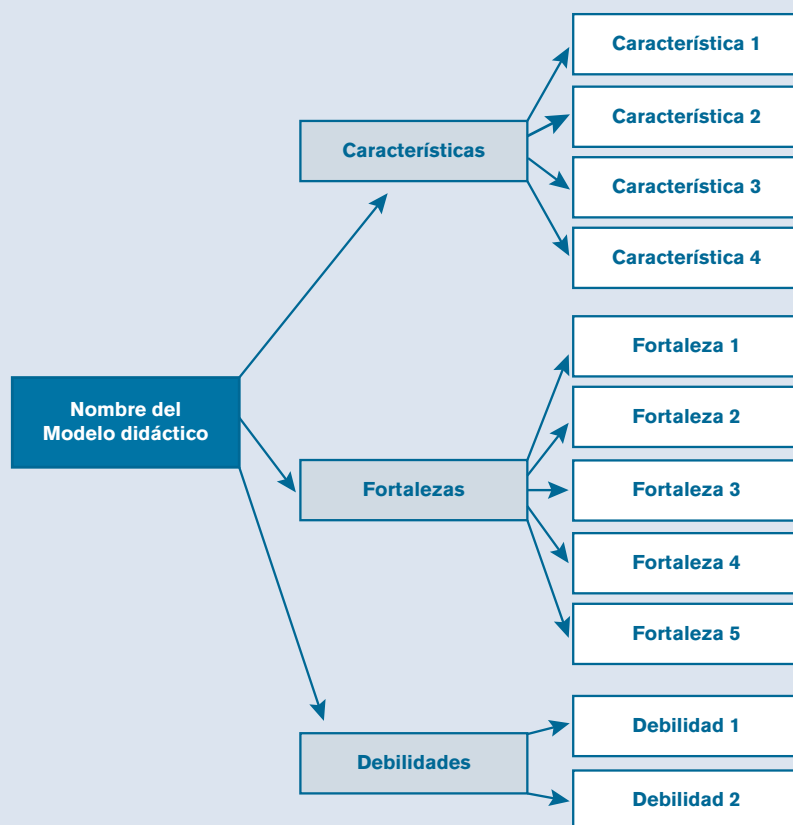 Nombre del
Modelo didáctico
Características
Característica 1
Característica 2
Característica 3
Característica 4
Fortalezas
Fortaleza 1
Fortaleza 2
Fortaleza 3
Fortaleza 4
Fortaleza 5
Debilidades
Debilidad 1
Debilidad 2